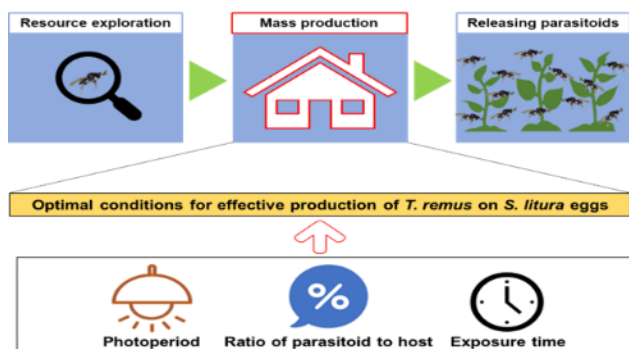 Resource exploration
Mass production
Releasing parasitoids
Optimal conditions for effective production of T. remus on S. litura eggs
%
Photoperiod
Ratio of parasitoid to host
Exposure time